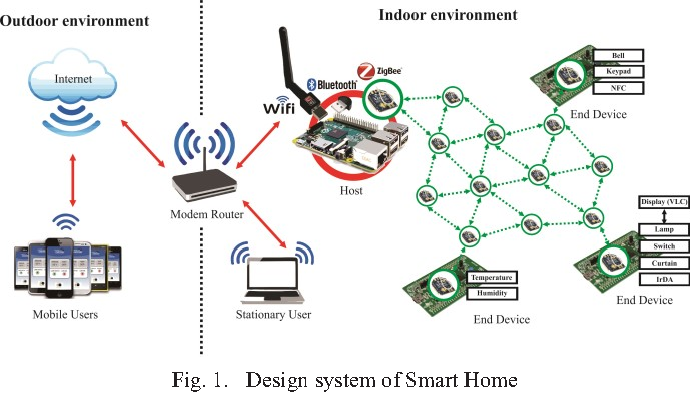 Outdoor environment
Indoor environment
Internet
Modem Router
Mobile Users
Stationary User
WiFi
Bluetooth
ZigBee
Host
Bell
Keypad
NFC
End Device
Temperature
Humidity
End Device
Display (VLC)
Lamp
Switch
Curtain
IrDA
End Device
Fig. 1. Design system of Smart Home